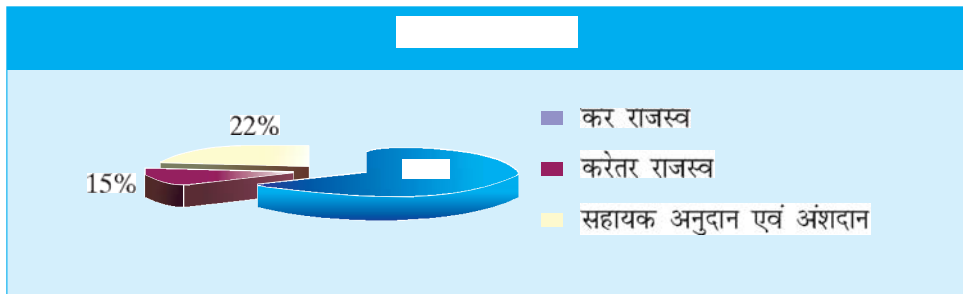 22%
15%
कर राजस्व
करेतर राजस्व
सहायक अनुदान एवं अंशदान